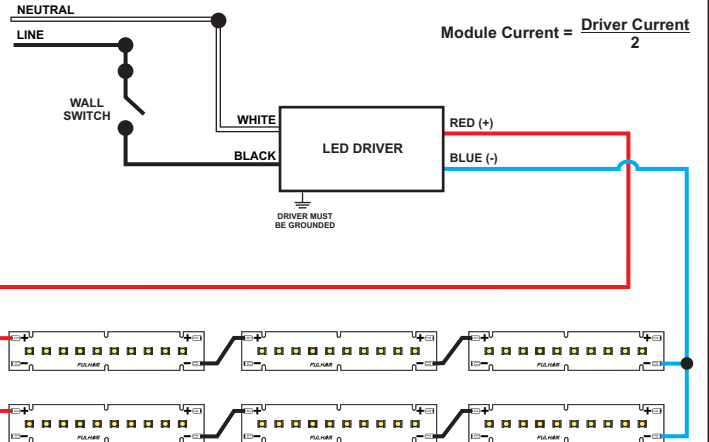 NEUTRAL
LINE
Module Current = Driver Current
2
WALL
SWITCH
WHITE
BLACK
LED DRIVER
RED (+)
BLUE (-)
DRIVER MUST
BE GROUNDED
+ + + + + +
- - - - - -
FULHAM FULHAM FULHAM
+ + + + + +
- - - - - -
FULHAM FULHAM FULHAM